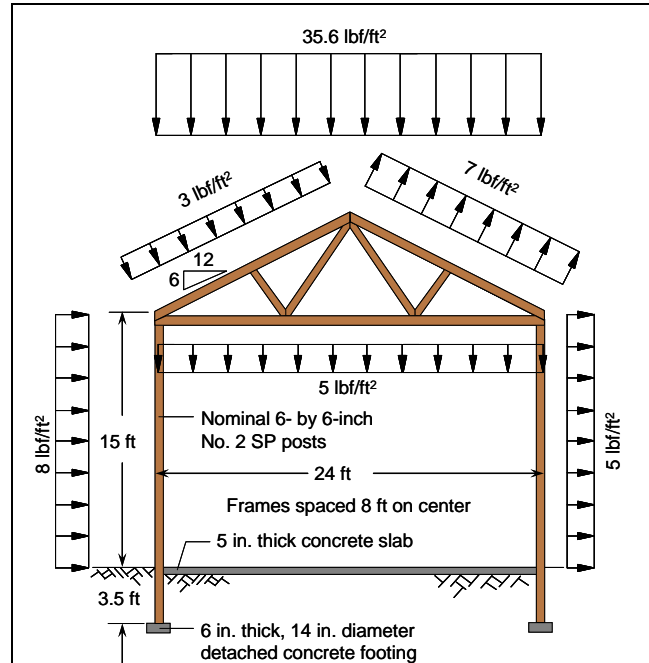 35.6 lbf/ft²
3 lbf/ft²
7 lbf/ft²
12
6
8 lbf/ft²
15 ft
5 lbf/ft²
5 lbf/ft²
Nominal 6- by 6-inch
No. 2 SP posts
24 ft
Frames spaced 8 ft on center
5 in. thick concrete slab
3.5 ft
6 in. thick, 14 in. diameter
detached concrete footing